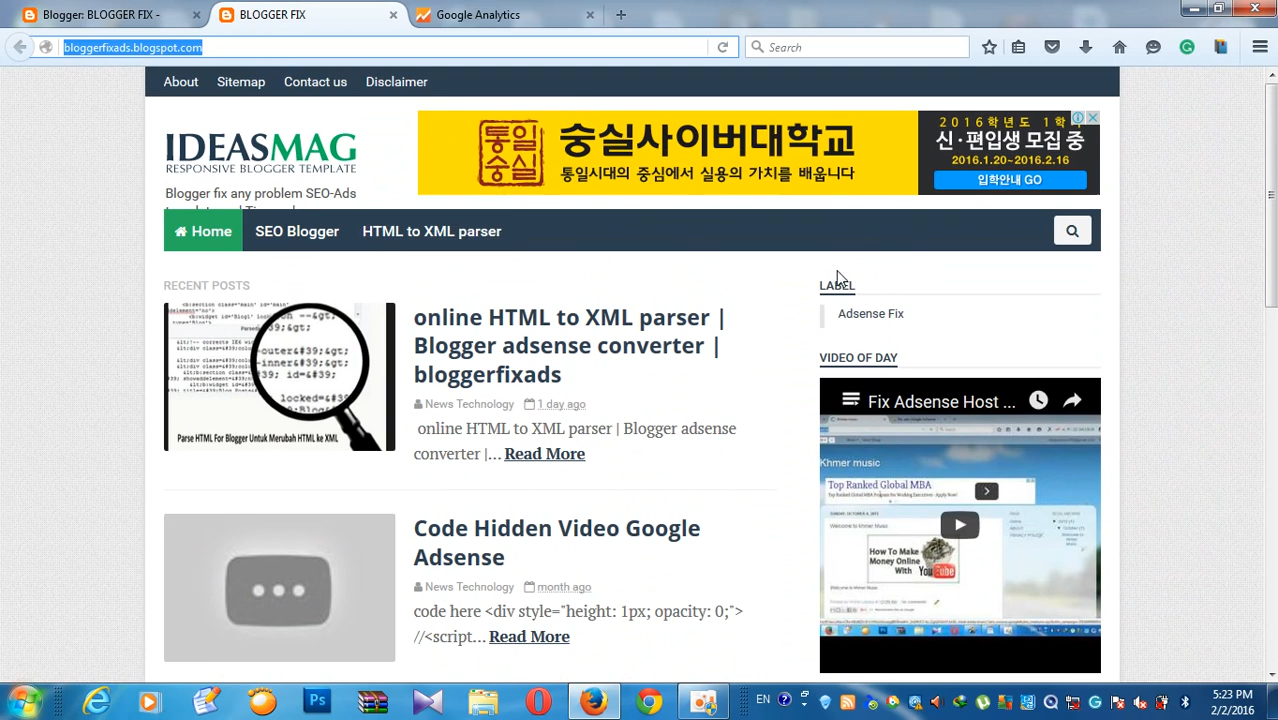 Blogger: BLOGGER FIX -
BLOGGER FIX
Google Analytics
bloggerfixads.blogspot.com
Search
About Sitemap Contact us Disclaimer
IDEASMAG
RESPONSIVE BLOGGER TEMPLATE
Blogger fix any problem SEO-Ads
통일
숭실
숭실사이버대학교
통일시대의 중심에서 실용의 가치를 배웁니다
2016학년도 1학
신·편입생 모집 중
2016.1.20~2016.2.16
입학안내 GO
Home SEO Blogger HTML to XML parser
RECENT POSTS
online HTML to XML parser |
Blogger adsense converter |
bloggerfixads
News Technology 1 day ago
online HTML to XML parser | Blogger adsense
converter |... Read More
Parse HTML For Blogger Untuk Merubah HTML ke XML
Code Hidden Video Google
Adsense
News Technology month ago
code here <div style="height: 1px; opacity: 0;">
//<script... Read More
LABEL
Adsense Fix
VIDEO OF DAY
Fix Adsense Host ...
Khmer music
Top Ranked Global MBA
How To Make
Money Online
With YouTube
EN
5:23 PM
2/2/2016